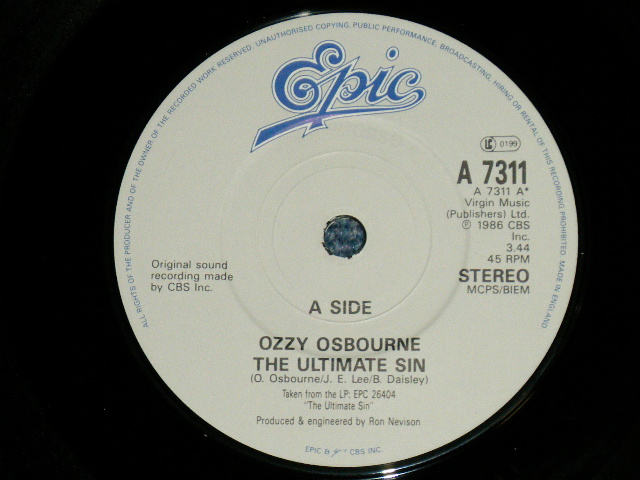 ALL RIGHTS OF THE PRODUCER AND OF THE OWNER OF THE RECORDED WORK RESERVED. UNAUTHORISED COPYING, PUBLIC PERFORMANCE, BROADCASTING, HIRING OR RENTAL OF THIS RECORDING PROHIBITED. MADE IN ENGLAND
Epic
LC 0199
A 7311
A 7311 A*
Virgin Music
(Publishers) Ltd.
℗ 1986 CBS
Inc.
3.44
45 RPM
STEREO
MCPS/BIEM
Original sound
recording made
by CBS Inc.
A SIDE
OZZY OSBOURNE
THE ULTIMATE SIN
(O. Osbourne/J. E. Lee/B. Daisley)
Taken from the LP: EPC 26404
"The Ultimate Sin"
Produced & engineered by Ron Nevison
EPIC CBS INC.